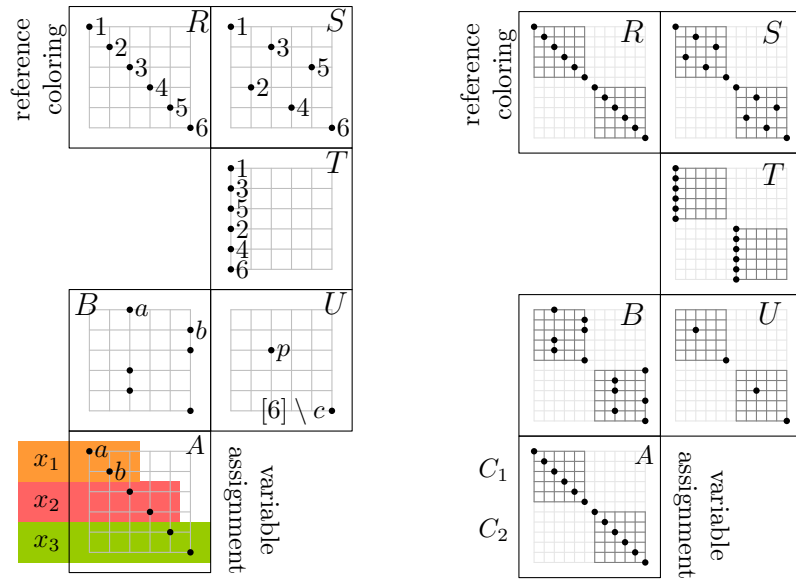 reference coloring
R
1
2
3
4
5
6
S
1
3
5
2
4
6
T
1
3
5
2
4
6
B
a
b
U
p
[6] \ c
A
x₁
a
b
x₂
x₃
variable assignment
reference coloring
R
S
T
B
U
A
C₁
C₂
variable assignment